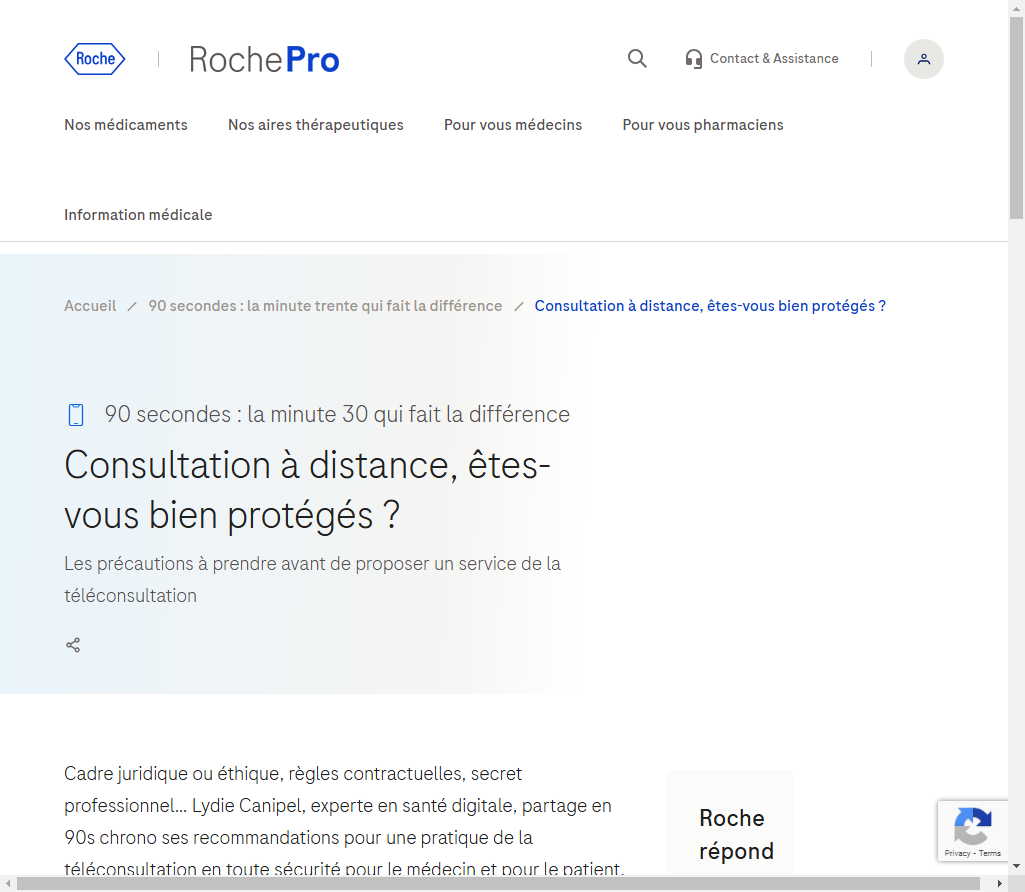 Roche
RochePro
Contact & Assistance
Nos médicaments
Nos aires thérapeutiques
Pour vous médecins
Pour vous pharmaciens
Information médicale
Accueil / 90 secondes : la minute trente qui fait la différence / Consultation à distance, êtes-vous bien protégés ?
90 secondes : la minute 30 qui fait la différence
Consultation à distance, êtes-
vous bien protégés ?
Les précautions à prendre avant de proposer un service de la
téléconsultation
Cadre juridique ou éthique, règles contractuelles, secret
professionnel... Lydie Canipel, experte en santé digitale, partage en
90s chrono ses recommandations pour une pratique de la
téléconsultation en toute sécurité pour le médecin et pour le patient.
Roche
répond
Privacy - Terms